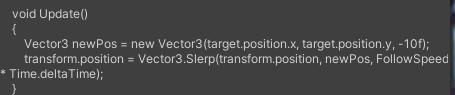 void Update()
{
Vector3 newPos = new Vector3(target.position.x, target.position.y, -10f);
transform.position = Vector3.Slerp(transform.position, newPos, FollowSpeed
* Time.deltaTime);
}